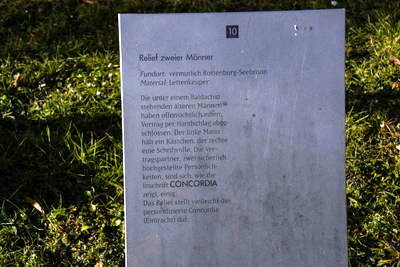 10
Relief zweier Männer
Fundort: vermutlich Rottenburg-Seebronn
Material: Lettenkeuper
Die unter einem Baldachin
stehenden älteren Männer
haben offensichtlich einen
Vertrag per Handschlag abge-
schlossen. Der linke Mann
hält ein Kästchen, der rechte
eine Schriftrolle. Die Ver-
tragspartner, zwei sicherlich
hochgestellte Persönlich-
keiten, sind sich, wie die
Inschrift CONCORDIA
zeigt, einig.
Das Relief stellt vielleicht die
personifizierte Concordia
(Eintracht) dar.